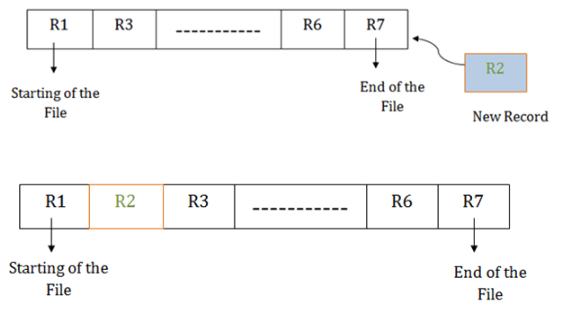 R1 R3 ----------- R6 R7
R2
Starting of the
File
End of the
File
New Record
R1 R2 R3 ---------- R6 R7
Starting of the
File
End of the
File